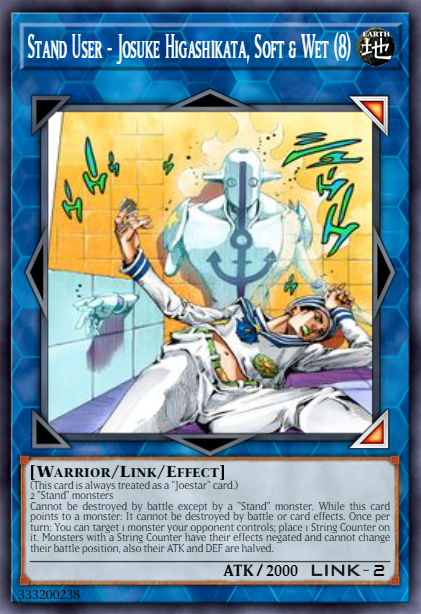 Stand User - Josuke Higashikata, Soft & Wet (8)
EARTH
地
[Warrior/Link/Effect]
(This card is always treated as a "Joestar" card.)
2 "Stand" monsters
Cannot be destroyed by battle except by a "Stand" monster. While this card
points to a monster: It cannot be destroyed by battle or card effects. Once per
turn: You can target 1 monster your opponent controls; place 1 String Counter on
it. Monsters with a String Counter have their effects negated and cannot change
their battle position, also their ATK and DEF are halved.
ATK / 2000 LINK-2
333200238